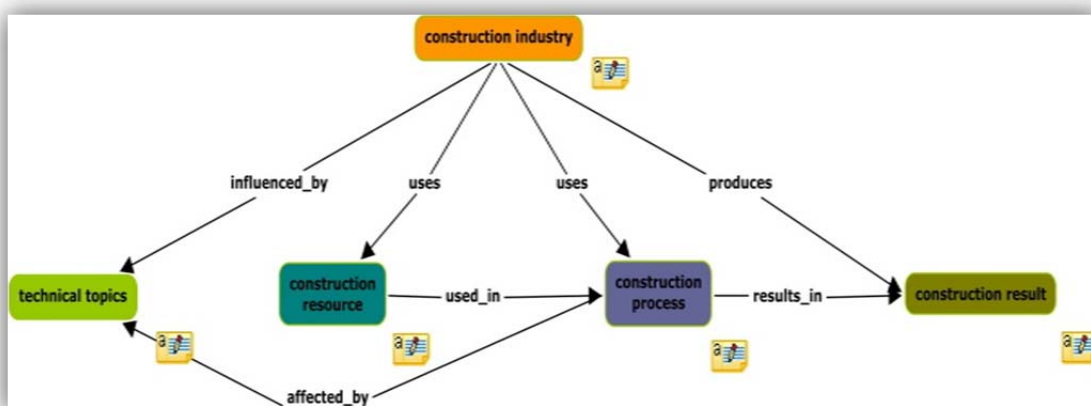 construction industry
a
influenced_by
uses
uses
produces
technical topics
construction
resource
used_in
construction
process
results_in
construction result
a
a
a
a
affected_by